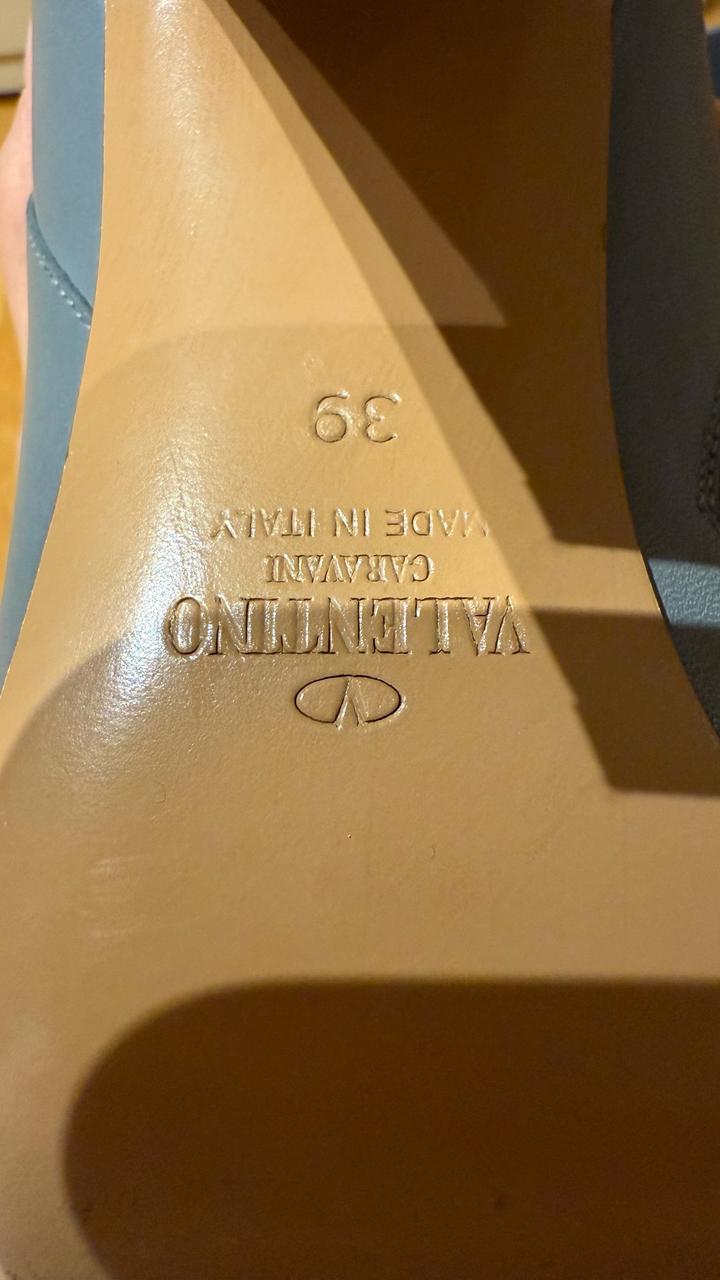 VALENTINO
GARAVANI
MADE IN ITALY
39